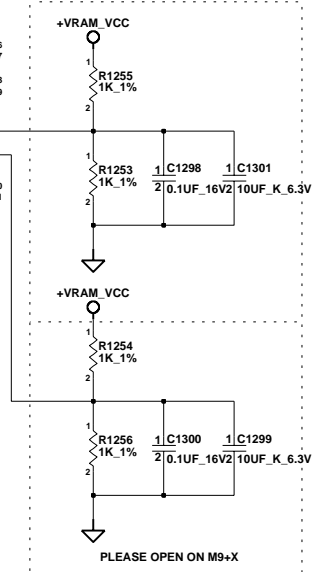 +VRAM_VCC
1
R1255
1K_1%
2
1
R1253
1K_1%
2
1 C1298
2 0.1UF_16V
1 C1301
2 10UF_K_6.3V
+VRAM_VCC
1
R1254
1K_1%
2
1
R1256
1K_1%
2
1 C1300
2 0.1UF_16V
1 C1299
2 10UF_K_6.3V
PLEASE OPEN ON M9+X